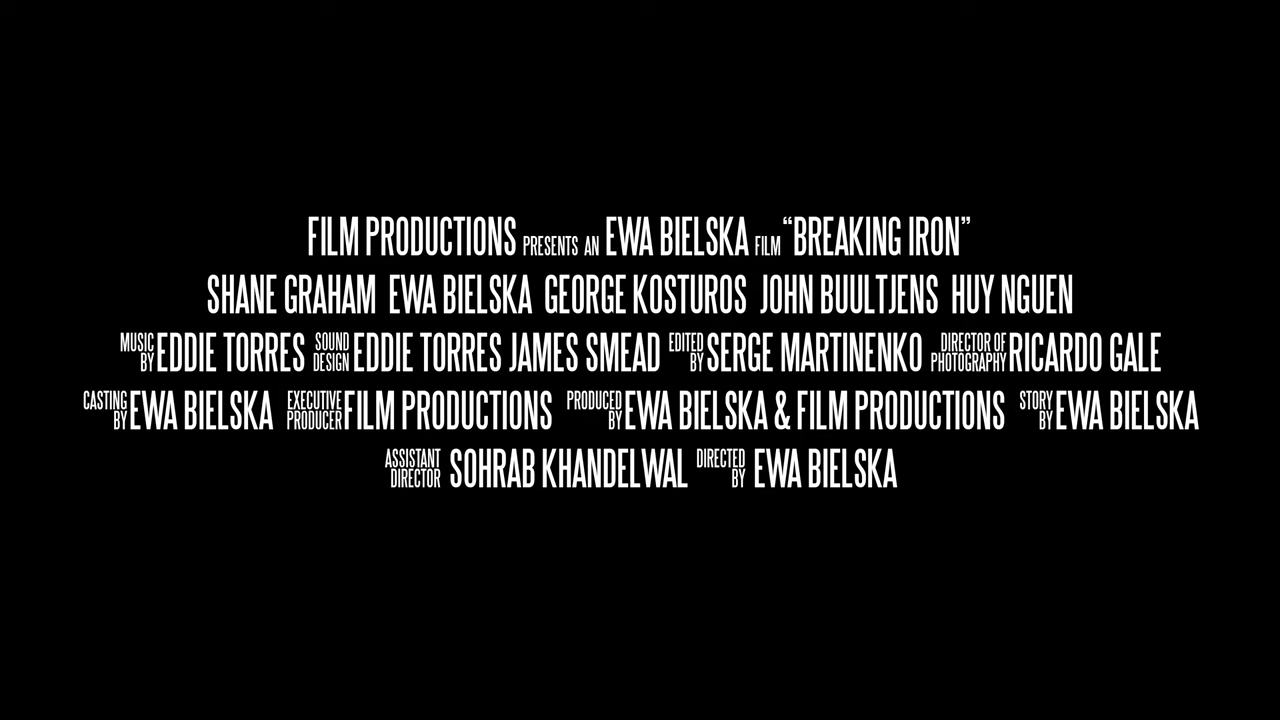 FILM PRODUCTIONS PRESENTS AN EWA BIELSKA FILM “BREAKING IRON”
SHANE GRAHAM EWA BIELSKA GEORGE KOSTUROS JOHN BUULTJENS HUY NGUEN
MUSIC BY EDDIE TORRES SOUND DESIGN EDDIE TORRES JAMES SMEAD EDITED BY SERGE MARTINENKO DIRECTOR OF PHOTOGRAPHY RICARDO GALE
CASTING BY EWA BIELSKA EXECUTIVE PRODUCER FILM PRODUCTIONS PRODUCED BY EWA BIELSKA & FILM PRODUCTIONS STORY BY EWA BIELSKA
ASSISTANT DIRECTOR SOHRAB KHANDELWAL DIRECTED BY EWA BIELSKA